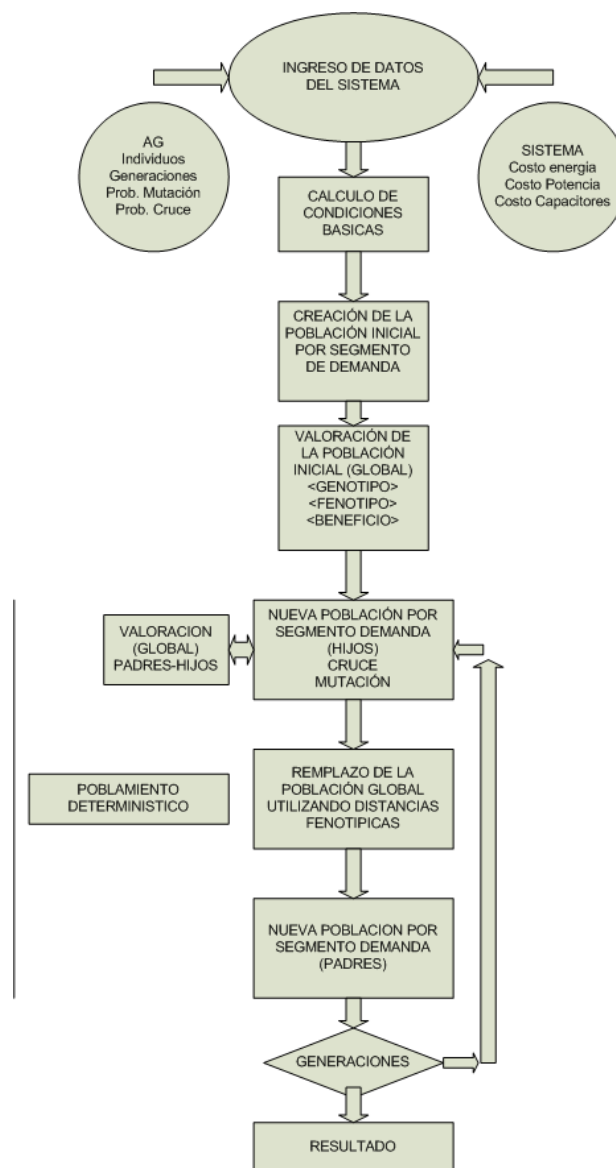 INGRESO DE DATOS
DEL SISTEMA
AG
Individuos
Generaciones
Prob. Mutación
Prob. Cruce
SISTEMA
Costo energia
Costo Potencia
Costo Capacitores
CALCULO DE
CONDICIONES
BASICAS
CREACIÓN DE LA
POBLACIÓN INICIAL
POR SEGMENTO
DE DEMANDA
VALORACIÓN DE
LA POBLACIÓN
INICIAL (GLOBAL)
<GENOTIPO>
<FENOTIPO>
<BENEFICIO>
VALORACION
(GLOBAL)
PADRES-HIJOS
NUEVA POBLACIÓN POR
SEGMENTO DEMANDA
(HIJOS)
CRUCE
MUTACIÓN
POBLAMIENTO
DETERMINISTICO
REMPLAZO DE LA
POBLACIÓN GLOBAL
UTILIZANDO DISTANCIAS
FENOTIPICAS
NUEVA POBLACION POR
SEGMENTO DEMANDA
(PADRES)
GENERACIONES
RESULTADO